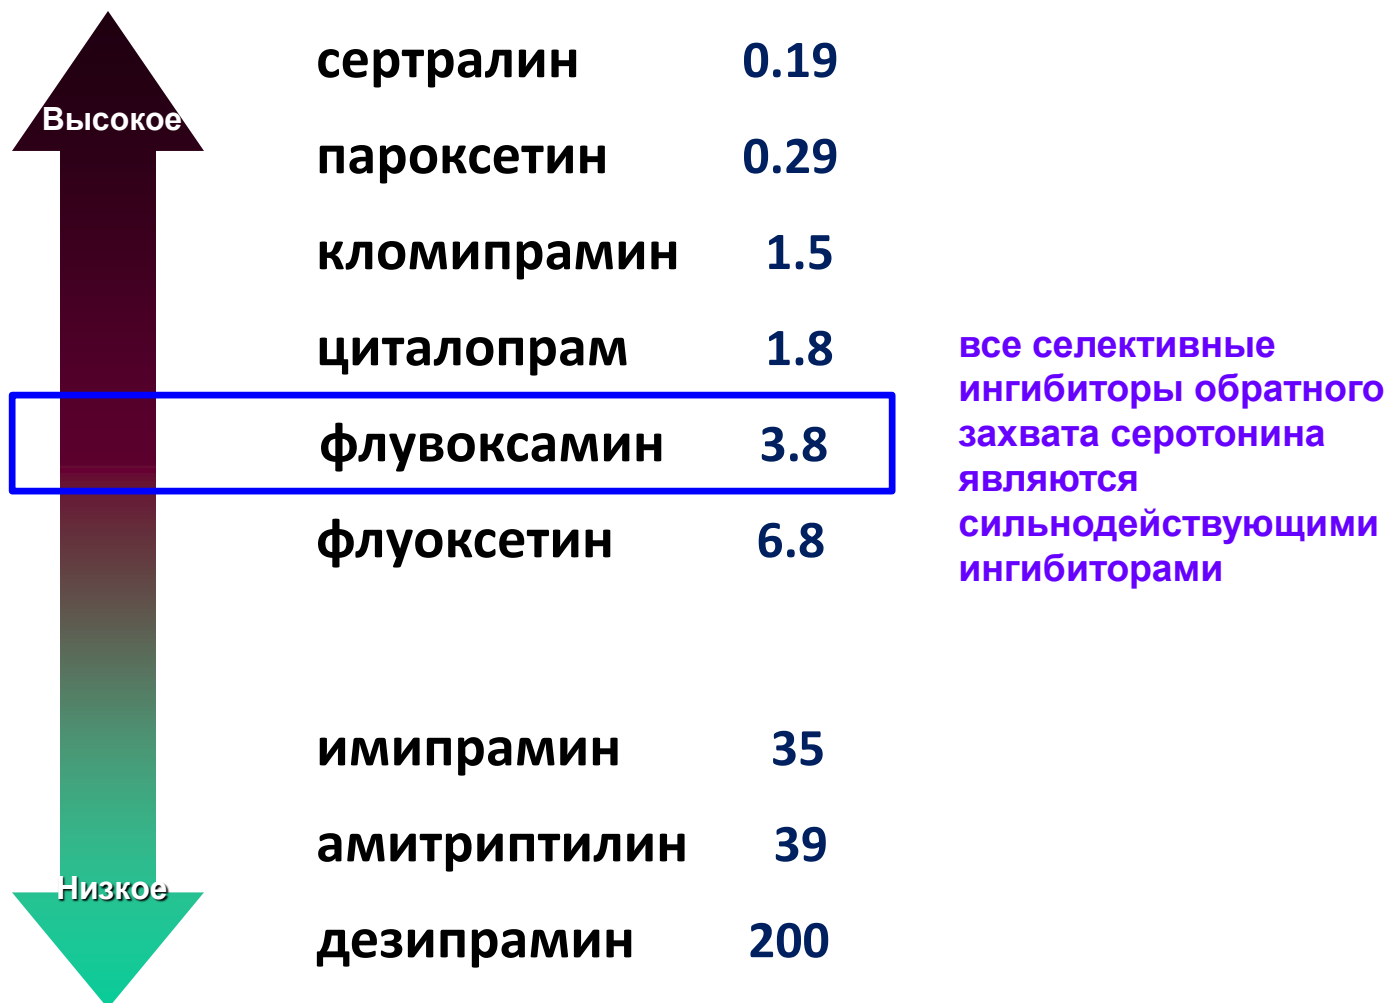 Высокое
сертралин 0.19
пароксетин 0.29
кломипрамин 1.5
циталопрам 1.8
флувоксамин 3.8
флуоксетин 6.8
все селективные
ингибиторы обратного
захвата серотонина
являются
сильнодействующими
ингибиторами
имипрамин 35
амитриптилин 39
Низкое
дезипрамин 200